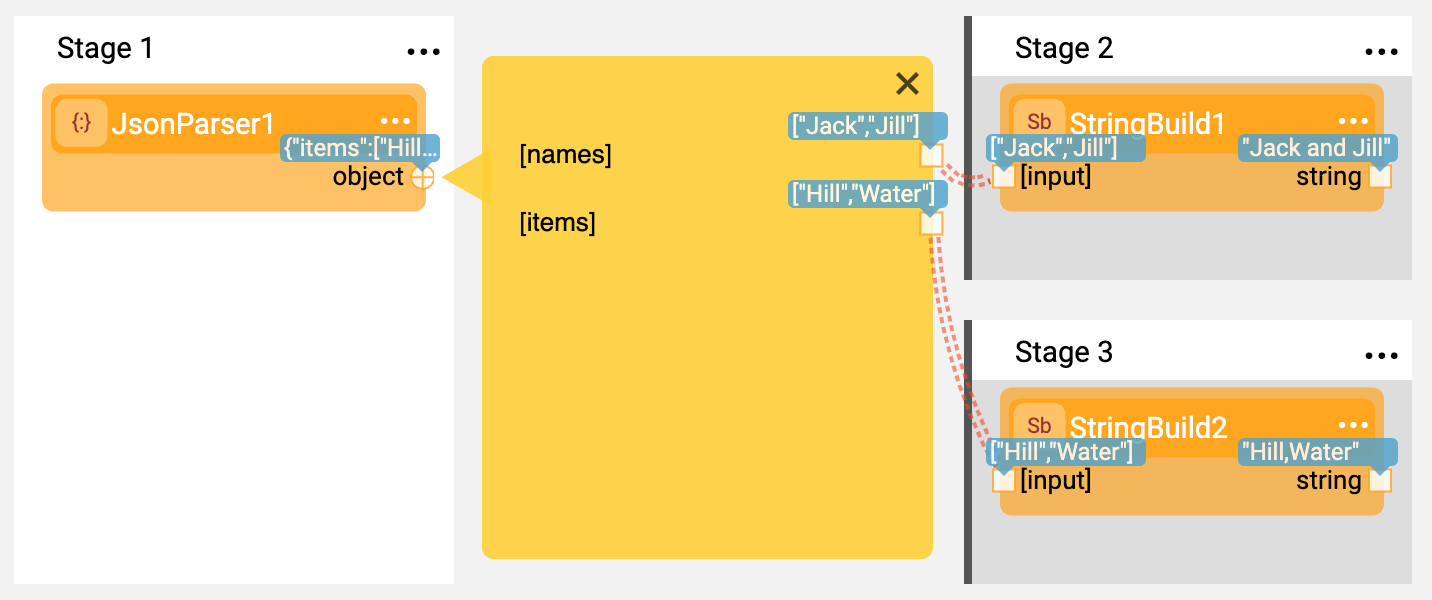 Stage 1
{:} JsonParser1
{"items":["Hill...
object
["Jack","Jill"]
[names]
["Hill","Water"]
[items]
Stage 2
Sb StringBuild1
["Jack","Jill"]
"Jack and Jill"
[input]
string
Stage 3
Sb StringBuild2
["Hill","Water"]
"Hill,Water"
[input]
string